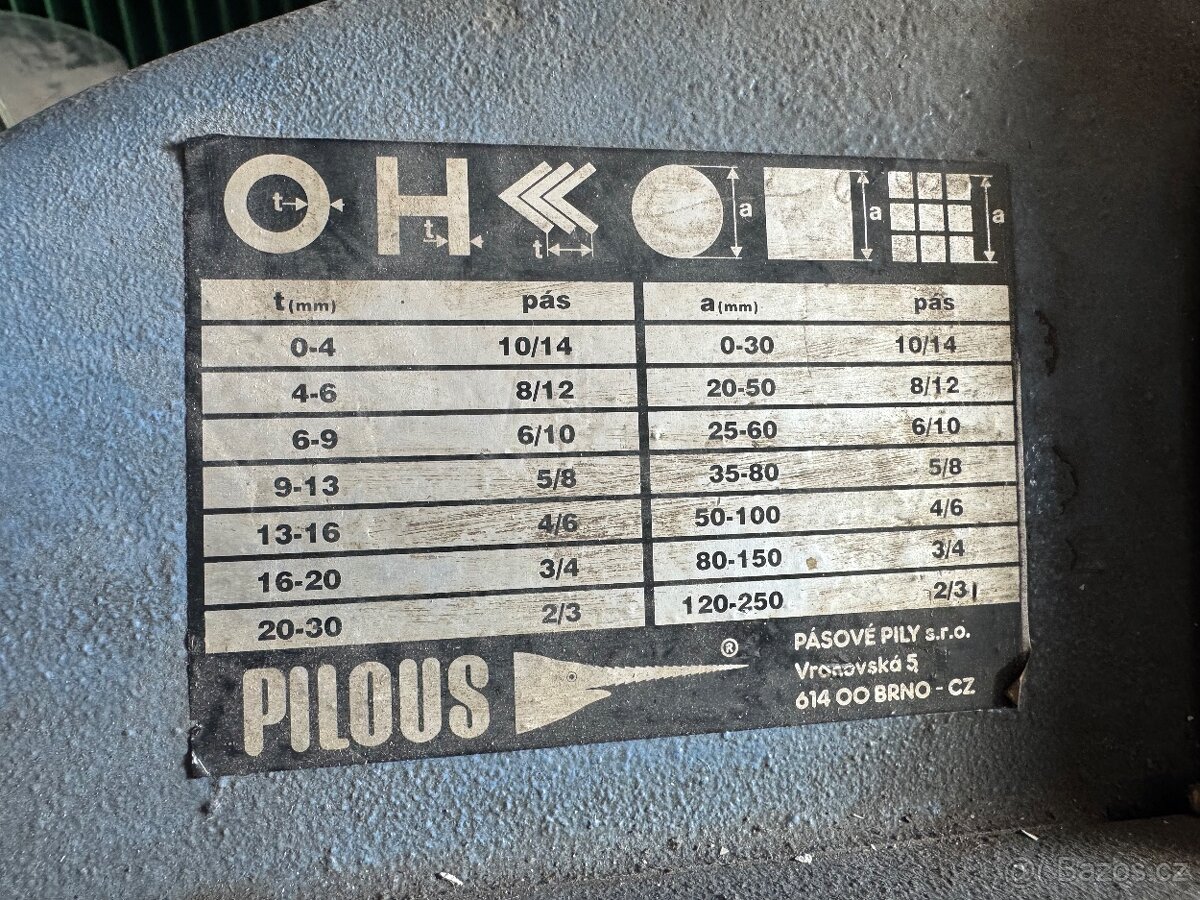 t t t a a a
t(mm) pás a(mm) pás
0-4 10/14 0-30 10/14
4-6 8/12 20-50 8/12
6-9 6/10 25-60 6/10
9-13 5/8 35-80 5/8
13-16 4/6 50-100 4/6
16-20 3/4 80-150 3/4
20-30 2/3 120-250 2/3
PILOUS ®
PÁSOVÉ PILY s.r.o.
Vranovská 5
614 00 BRNO - CZ
Bazoš.cz